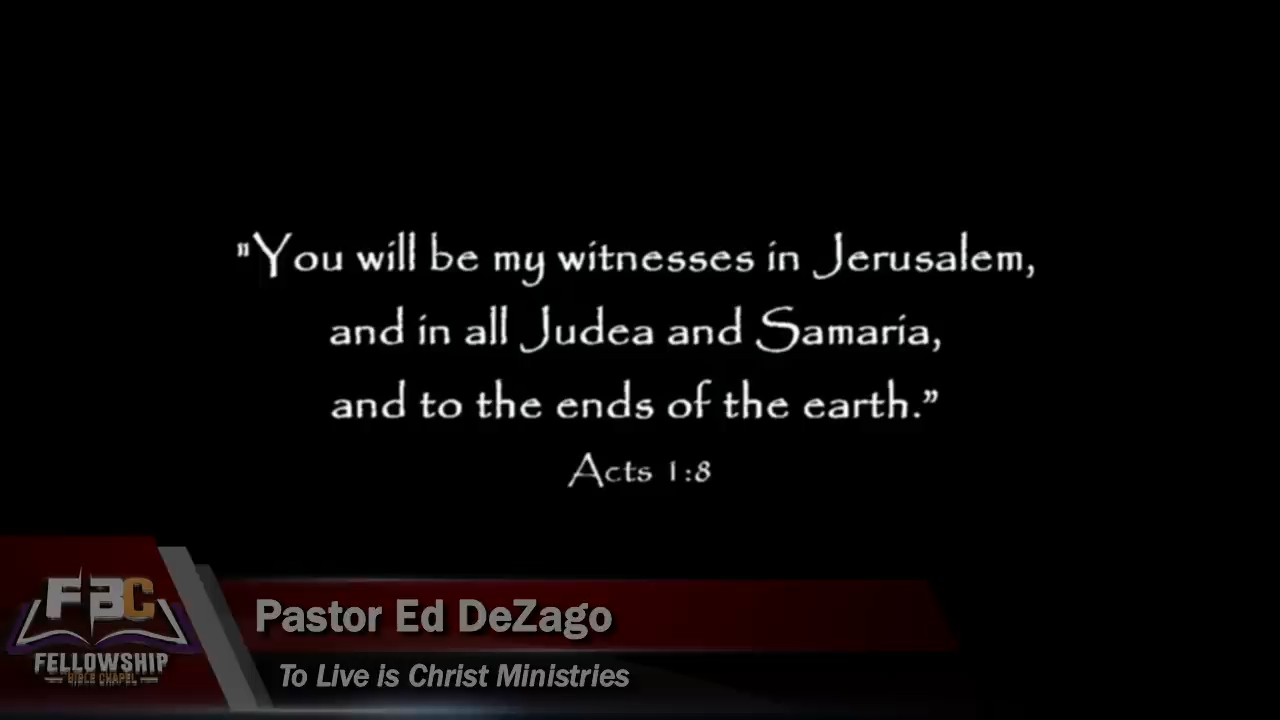 "You will be my witnesses in Jerusalem,
and in all Judea and Samaria,
and to the ends of the earth.”
Acts 1:8
FBC
FELLOWSHIP
BIBLE CHAPEL
Pastor Ed DeZago
To Live is Christ Ministries